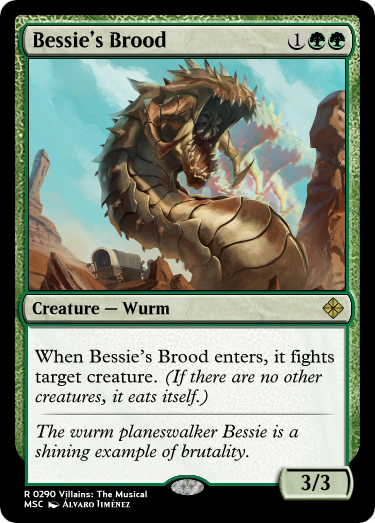 Bessie's Brood 1
Creature — Wurm
When Bessie's Brood enters, it fights
target creature. (If there are no other
creatures, it eats itself.)
The wurm planeswalker Bessie is a
shining example of brutality.
3/3
R 0290 Villains: The Musical
MSC Álvaro Jiménez